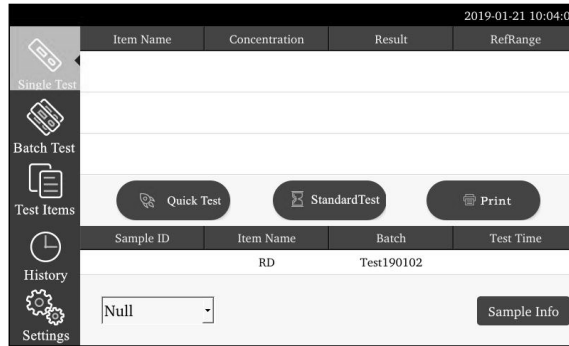 2019-01-21 10:04:0
Item Name Concentration Result RefRange
Single Test
Batch Test
Test Items
History
Settings
Quick Test StandardTest Print
Sample ID Item Name Batch Test Time
RD Test190102
Null Sample Info